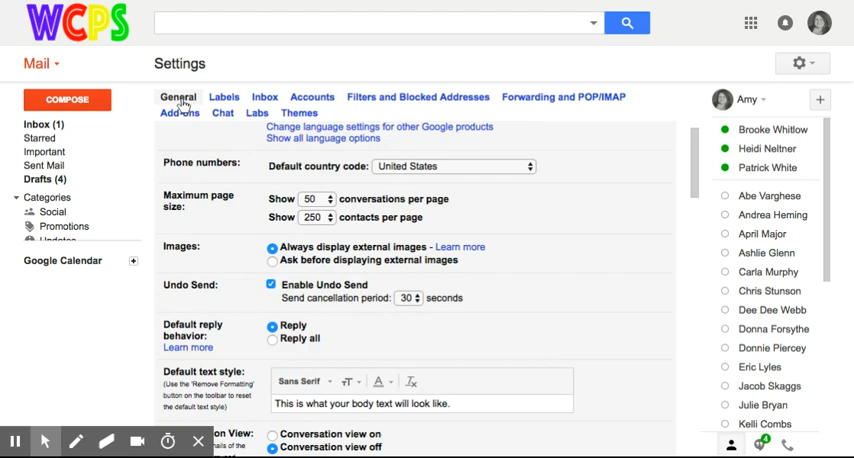 WCPS
Mail
Settings
COMPOSE
Inbox (1)
Starred
Important
Sent Mail
Drafts (4)
Categories
Social
Promotions
Google Calendar
General Labels Inbox Accounts Filters and Blocked Addresses Forwarding and POP/IMAP
Add-ons Chat Labs Themes
Change language settings for other Google products
Show all language options
Phone numbers: Default country code: United States
Maximum page size: Show 50 conversations per page
Show 250 contacts per page
Images: Always display external images - Learn more
Ask before displaying external images
Undo Send: Enable Undo Send
Send cancellation period: 30 seconds
Default reply behavior: Reply
Reply all
Learn more
Default text style:
(Use the 'Remove Formatting'
button on the toolbar to reset
the default text style)
Sans Serif
This is what your body text will look like.
on View: Conversation view on
Conversation view off
Amy
Brooke Whitlow
Heidi Neltner
Patrick White
Abe Varghese
Andrea Heming
April Major
Ashlie Glenn
Carla Murphy
Chris Stunson
Dee Dee Webb
Donna Forsythe
Donnie Piercey
Eric Lyles
Jacob Skaggs
Julie Bryan
Kelli Combs
4